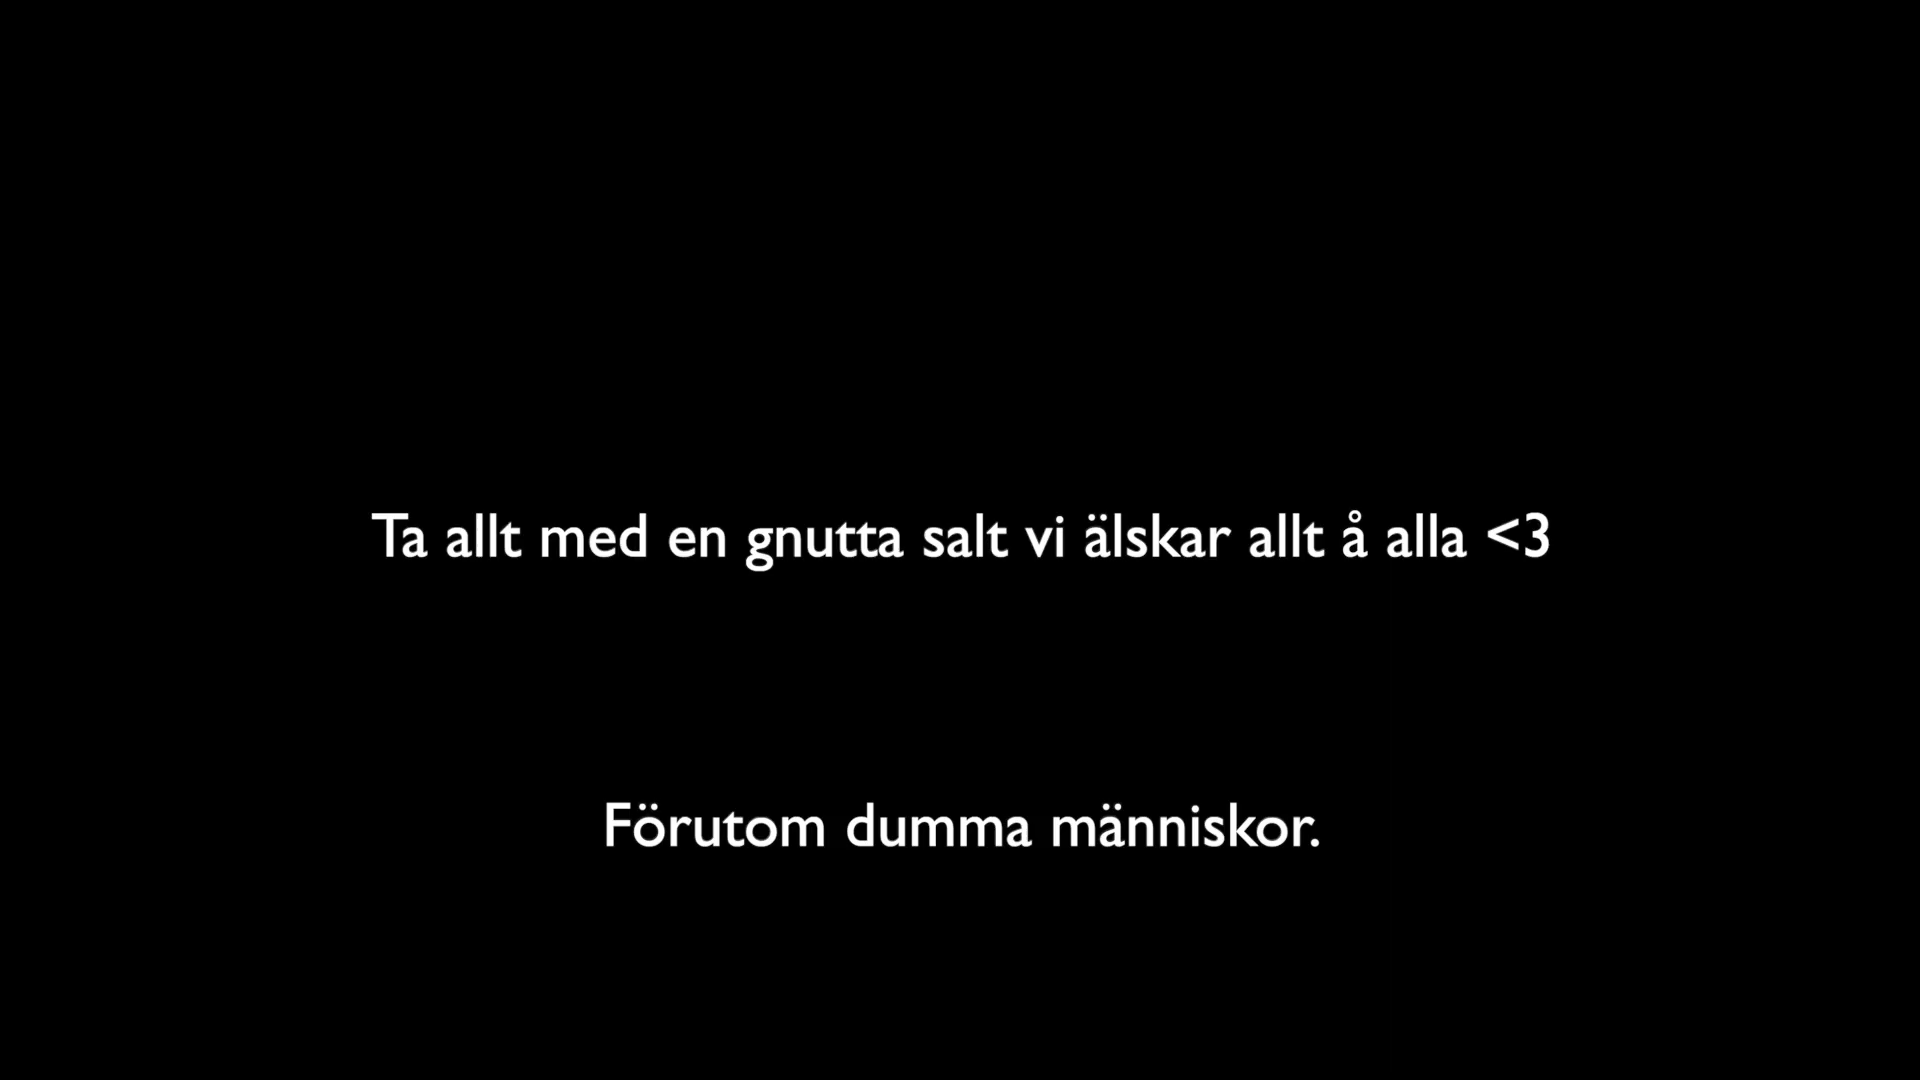 Ta allt med en gnutta salt vi älskar allt å alla <3
Förutom dumma människor.